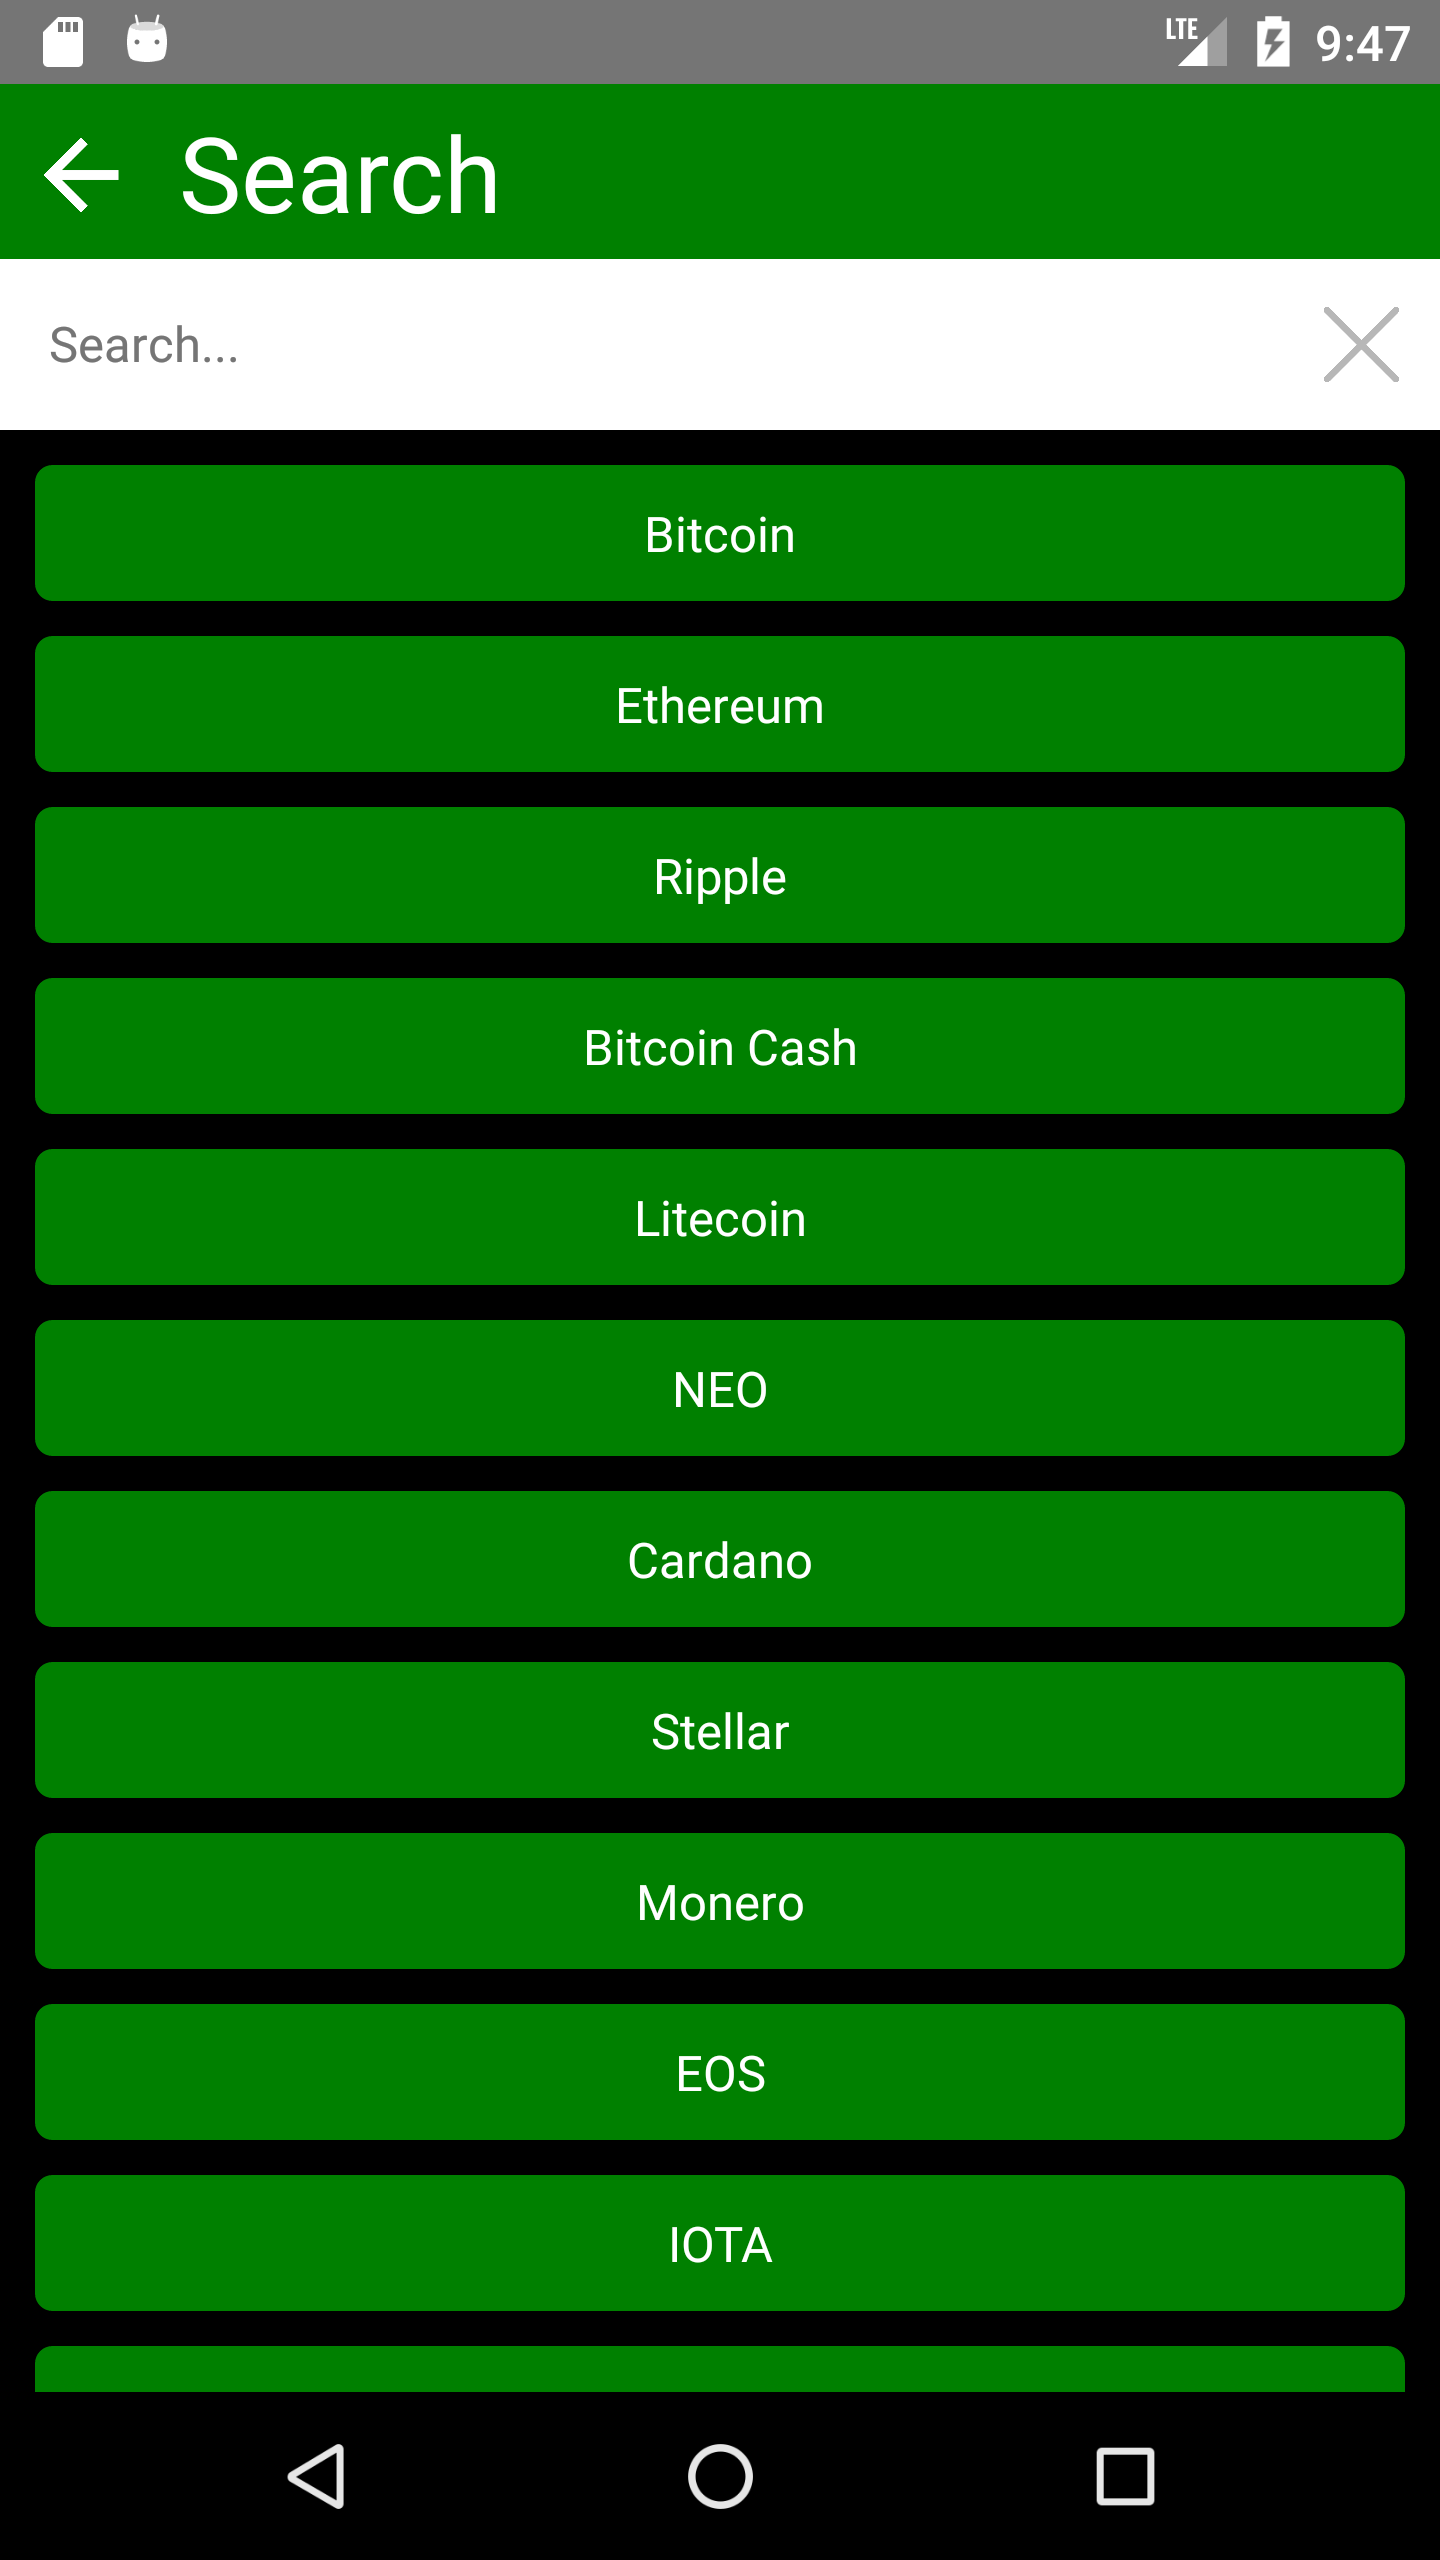 LTE 9:47
Search
Search...
Bitcoin
Ethereum
Ripple
Bitcoin Cash
Litecoin
NEO
Cardano
Stellar
Monero
EOS
IOTA